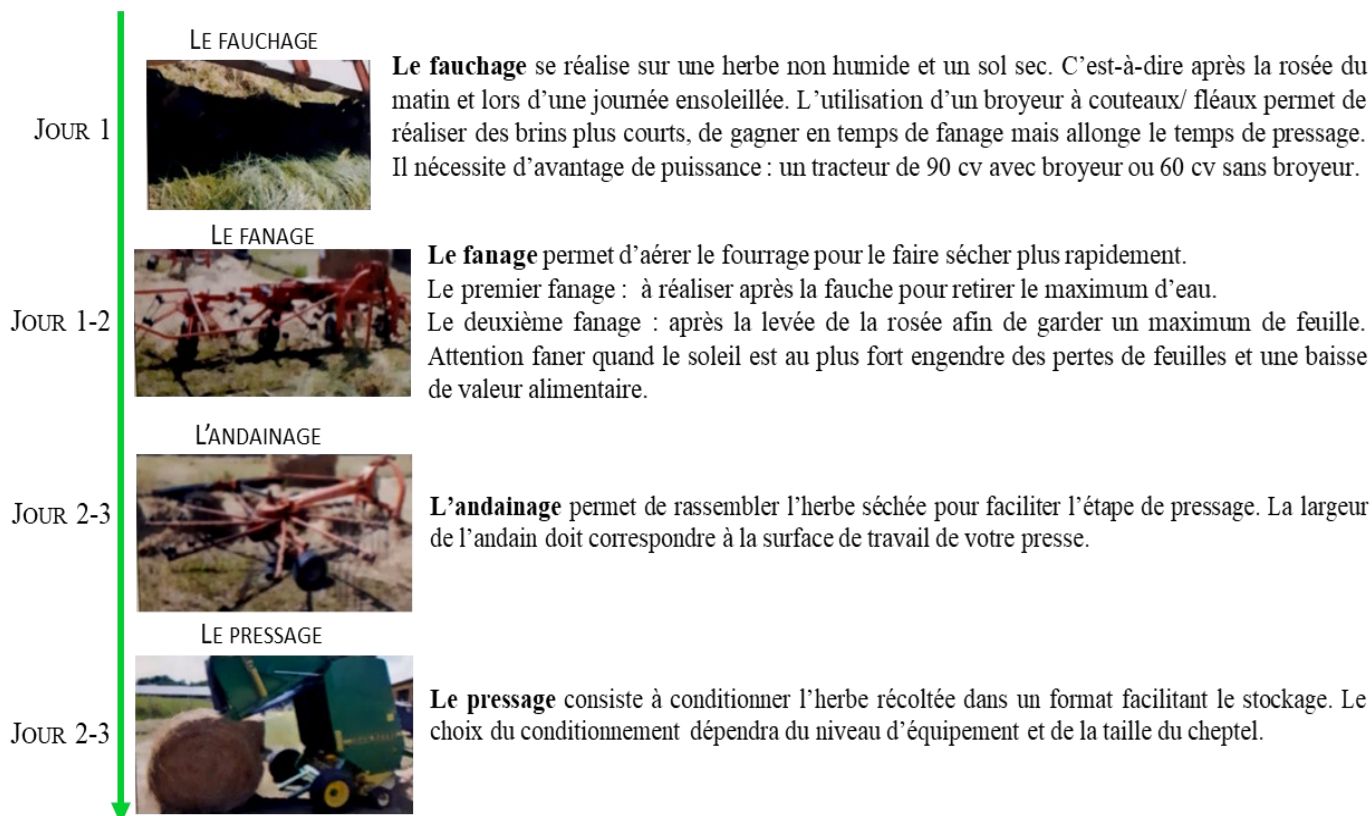 LE FAUCHAGE
JOUR 1
Le fauchage se réalise sur une herbe non humide et un sol sec. C'est-à-dire après la rosée du
matin et lors d'une journée ensoleillée. L'utilisation d'un broyeur à couteaux/ fléaux permet de
réaliser des brins plus courts, de gagner en temps de fanage mais allonge le temps de pressage.
Il nécessite d'avantage de puissance : un tracteur de 90 cv avec broyeur ou 60 cv sans broyeur.
LE FANAGE
JOUR 1-2
Le fanage permet d'aérer le fourrage pour le faire sécher plus rapidement.
Le premier fanage : à réaliser après la fauche pour retirer le maximum d'eau.
Le deuxième fanage : après la levée de la rosée afin de garder un maximum de feuille.
Attention faner quand le soleil est au plus fort engendre des pertes de feuilles et une baisse
de valeur alimentaire.
L'ANDAINAGE
JOUR 2-3
L'andainage permet de rassembler l'herbe séchée pour faciliter l'étape de pressage. La largeur
de l'andain doit correspondre à la surface de travail de votre presse.
LE PRESSAGE
JOUR 2-3
Le pressage consiste à conditionner l'herbe récoltée dans un format facilitant le stockage. Le
choix du conditionnement dépendra du niveau d'équipement et de la taille du cheptel.